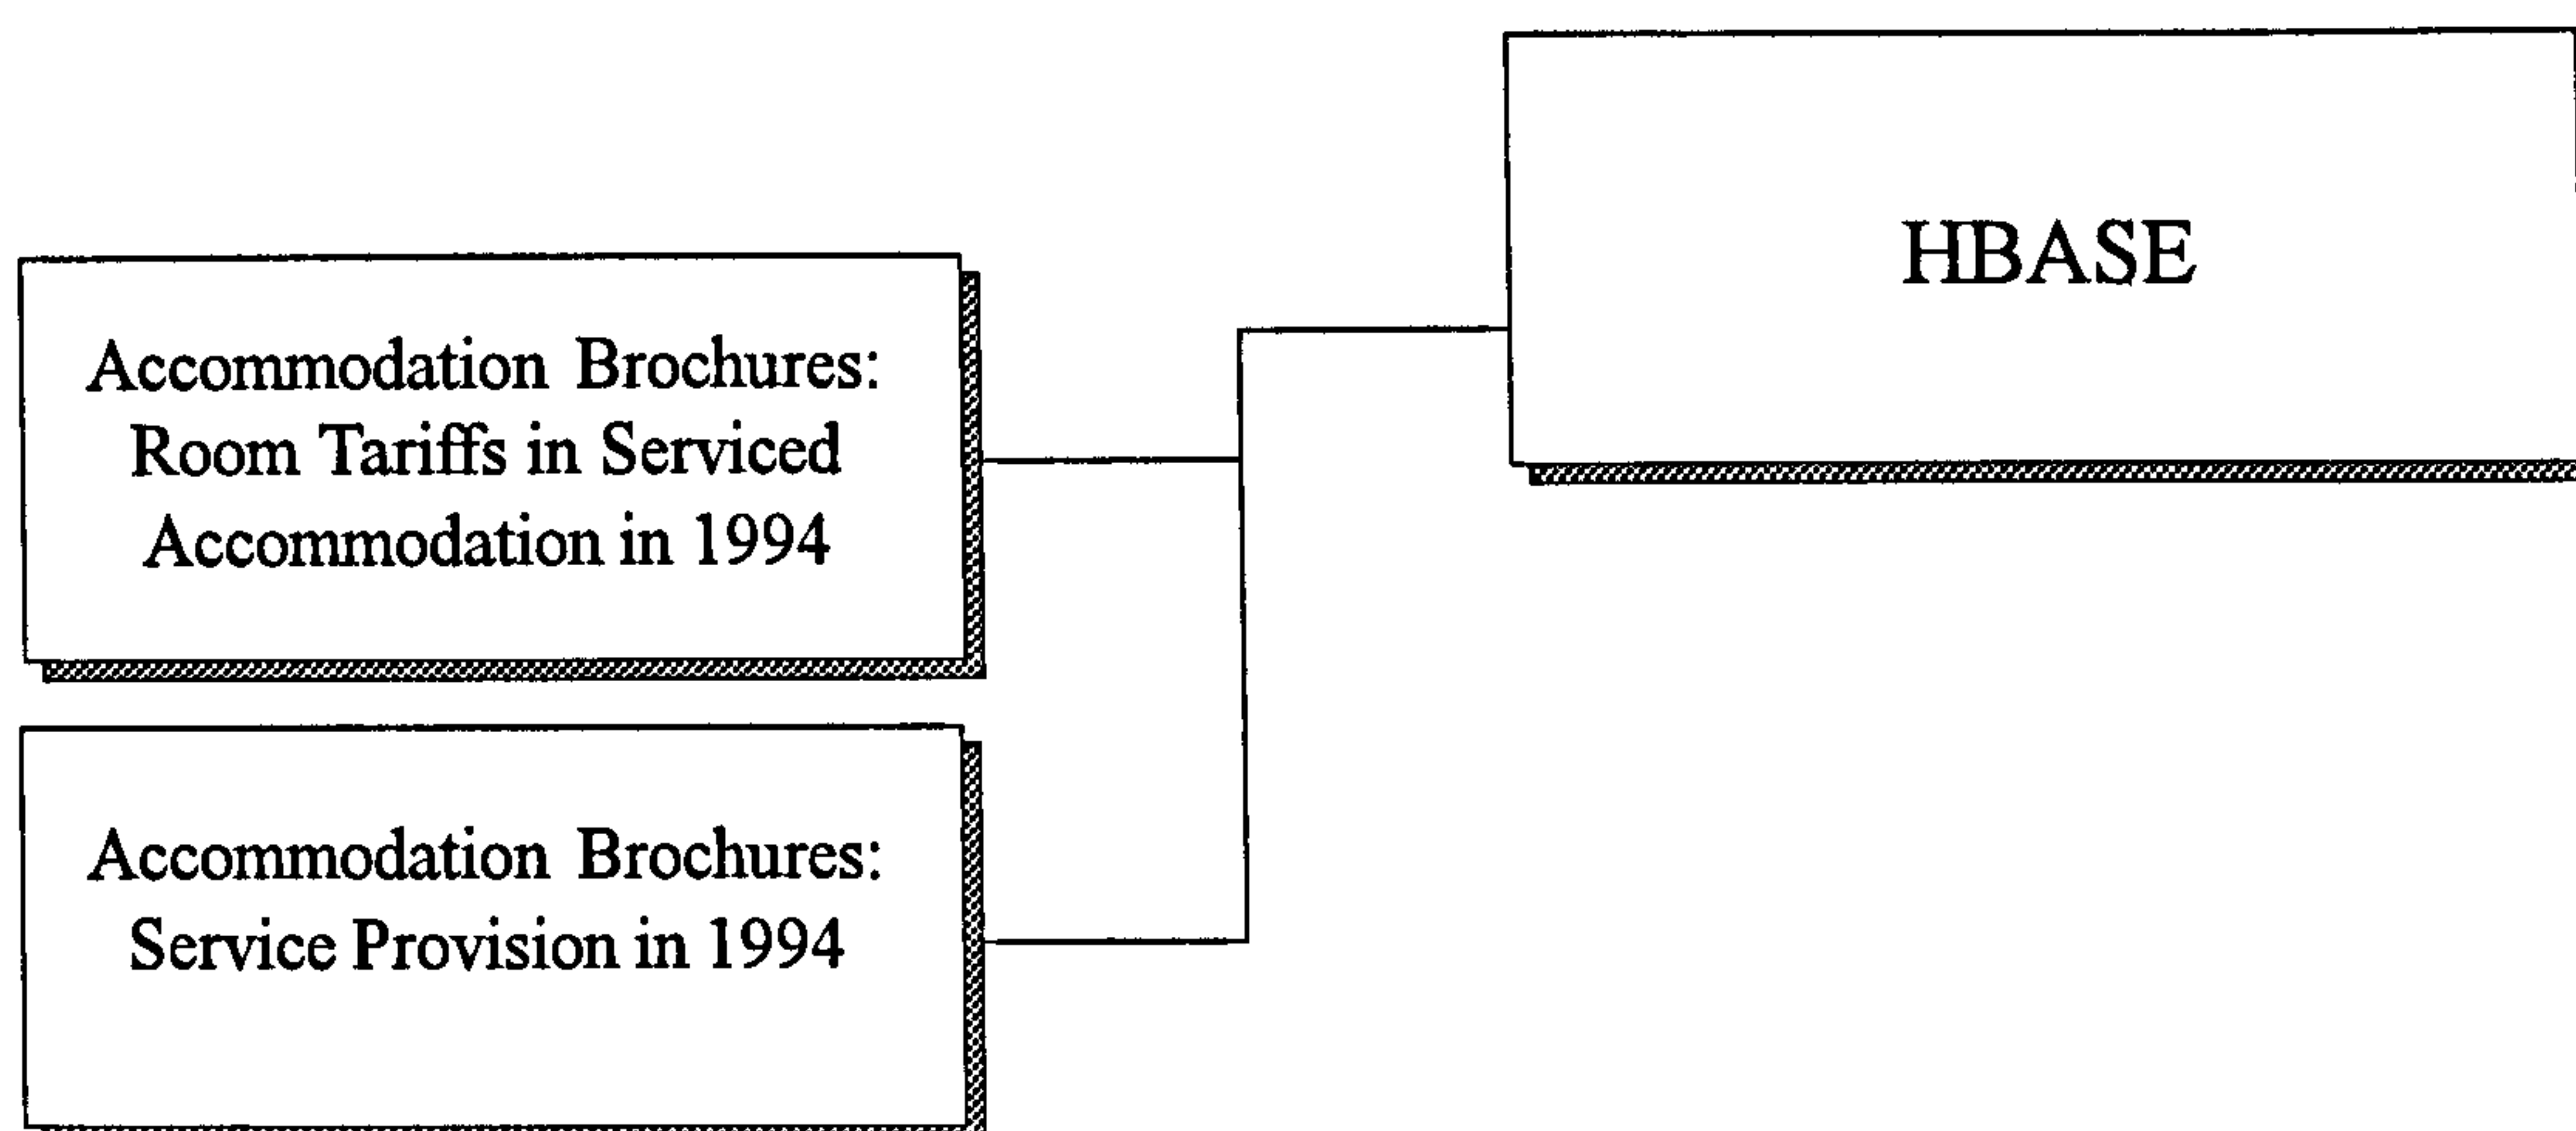 HBASE
Accommodation Brochures:
Room Tariffs in Serviced
Accommodation in 1994
Accommodation Brochures:
Service Provision in 1994